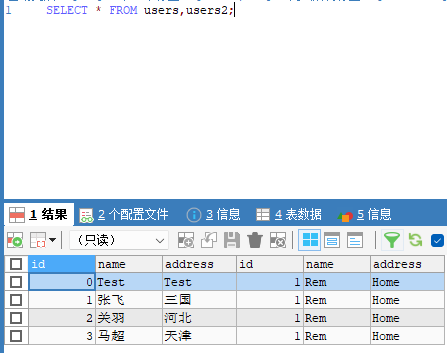 1 SELECT * FROM users,users2;
1 结果 2 个配置文件 3 信息 4 表数据 5 信息
(只读) 刷新
id name address id name address
0 Test Test 1 Rem Home
1 张飞 三国 1 Rem Home
2 关羽 河北 1 Rem Home
3 马超 天津 1 Rem Home